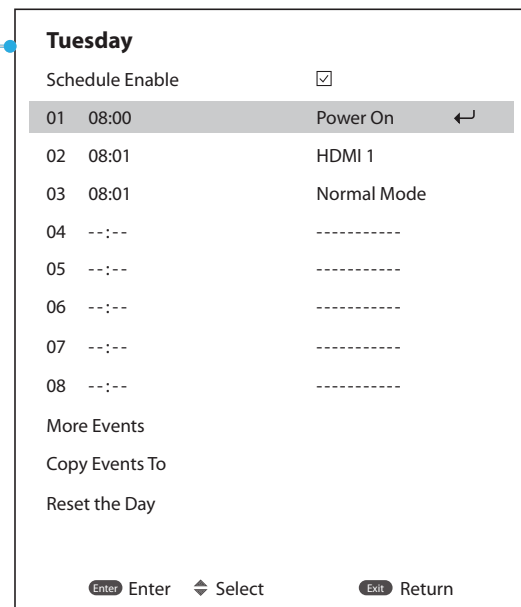 Tuesday
Schedule Enable ☑
01 08:00 Power On
02 08:01 HDMI 1
03 08:01 Normal Mode
04 --:-- -----------
05 --:-- -----------
06 --:-- -----------
07 --:-- -----------
08 --:-- -----------
More Events
Copy Events To
Reset the Day
Enter Enter Select Exit Return